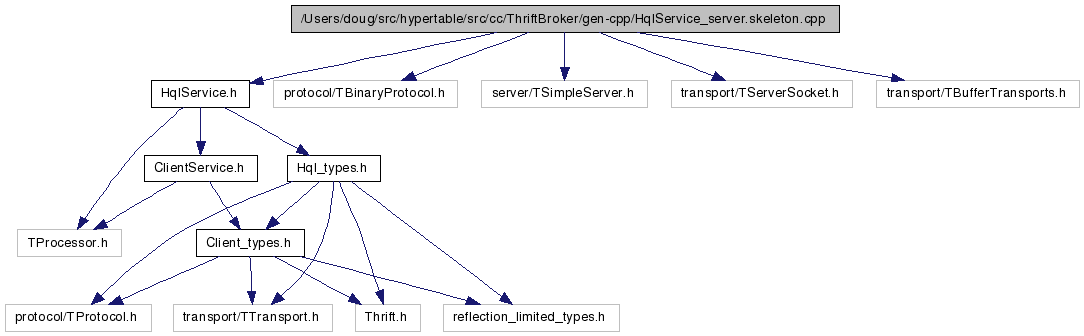 /Users/doug/src/hypertable/src/cc/ThriftBroker/gen-cpp/HqlService_server.skeleton.cpp
HqlService.h
protocol/TBinaryProtocol.h
server/TSimpleServer.h
transport/TServerSocket.h
transport/TBufferTransports.h
ClientService.h
Hql_types.h
TProcessor.h
Client_types.h
protocol/TProtocol.h
transport/TTransport.h
Thrift.h
reflection_limited_types.h